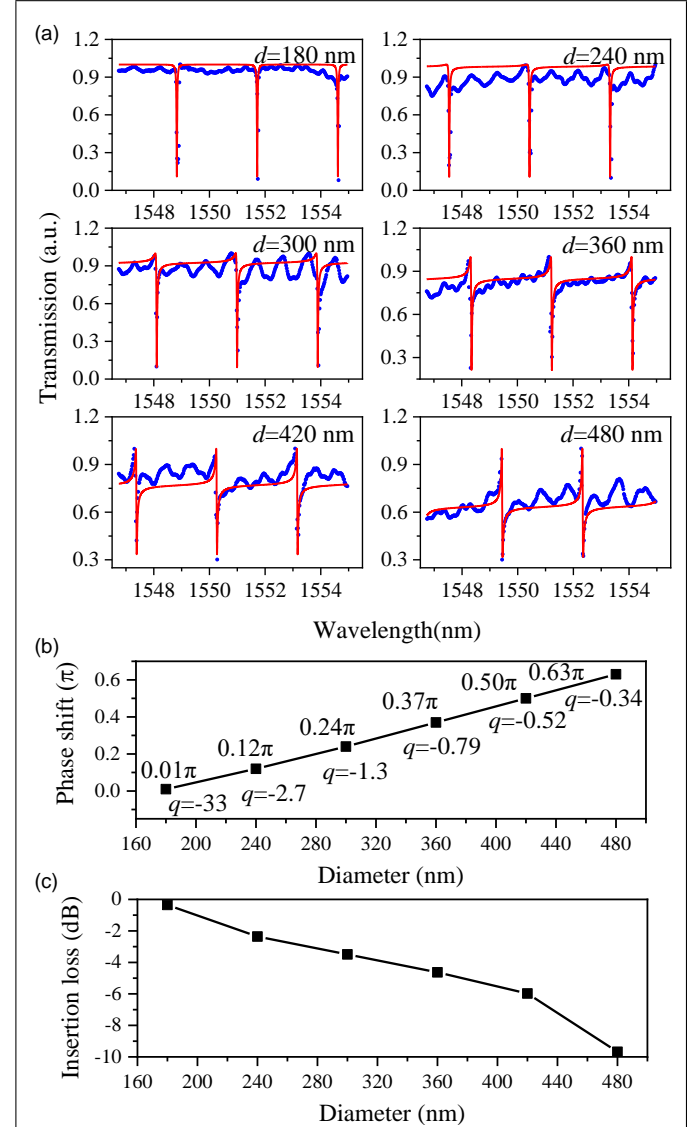 (a)
d=180 nm
d=240 nm
1.2
0.9
0.6
0.3
0.0
1548 1550 1552 1554
1.2
0.9
0.6
0.3
0.0
1548 1550 1552 1554
d=300 nm
d=360 nm
1.2
0.9
0.6
0.3
0.0
1548 1550 1552 1554
1.2
0.9
0.6
0.3
1548 1550 1552 1554
d=420 nm
d=480 nm
1.2
0.9
0.6
0.3
1548 1550 1552 1554
1.2
0.9
0.6
0.3
1548 1550 1552 1554
Transmission (a.u.)
Wavelength(nm)
(b)
Phase shift (π)
0.6
0.4
0.2
0.0
0.01π 0.12π 0.24π 0.37π 0.50π 0.63π
q=-33 q=-2.7 q=-1.3 q=-0.79 q=-0.52 q=-0.34
160 200 240 280 320 360 400 440 480
Diameter (nm)
(c)
Insertion loss (dB)
0
-2
-4
-6
-8
-10
160 200 240 280 320 360 400 440 480
Diameter (nm)